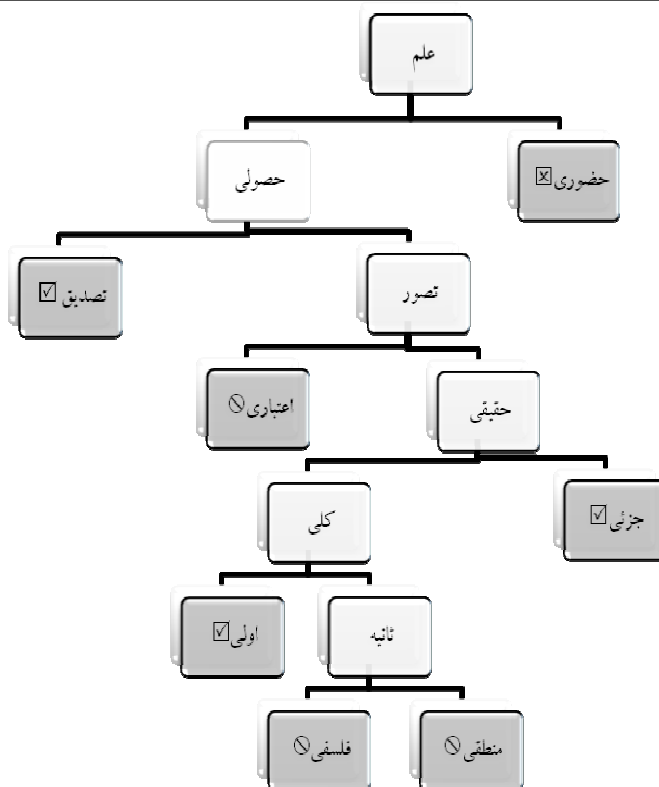 علم
حضوری ☒
حصولی
تصور
تصدیق ☑
حقیقی
اعتباری ⃠
جزئی ☑
کلی
ثانیه
اولی ☑
منطقی ⃠
فلسفی ⃠